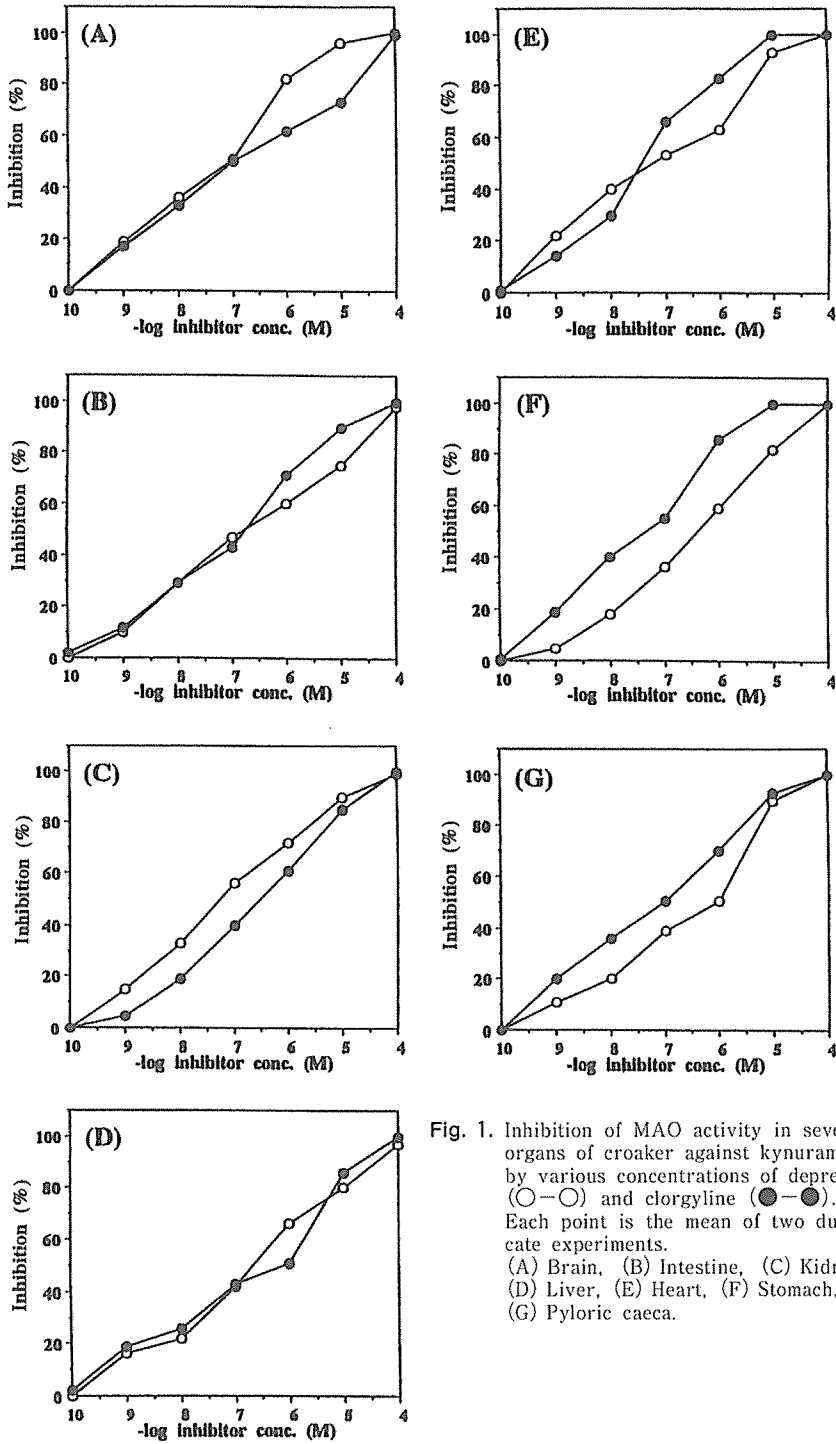 (A)
Inhibition (%)
100
80
60
40
20
0
10 9 8 7 6 5 4
-log inhibitor conc. (M)
(E)
Inhibition (%)
100
80
60
40
20
0
10 9 8 7 6 5 4
-log inhibitor conc. (M)
(B)
Inhibition (%)
100
80
60
40
20
0
10 9 8 7 6 5 4
-log inhibitor conc. (M)
(F)
Inhibition (%)
100
80
60
40
20
0
10 9 8 7 6 5 4
-log inhibitor conc. (M)
(C)
Inhibition (%)
100
80
60
40
20
0
10 9 8 7 6 5 4
-log inhibitor conc. (M)
(G)
Inhibition (%)
100
80
60
40
20
0
10 9 8 7 6 5 4
-log inhibitor conc. (M)
(D)
Inhibition (%)
100
80
60
40
20
0
10 9 8 7 6 5 4
-log inhibitor conc. (M)
Fig. 1. Inhibition of MAO activity in seve
organs of croaker against kynuram
by various concentrations of depre
(○-○) and clorgyline (●-●).
Each point is the mean of two du
cate experiments.
(A) Brain, (B) Intestine, (C) Kid
(D) Liver, (E) Heart, (F) Stomach,
(G) Pyloric caeca.